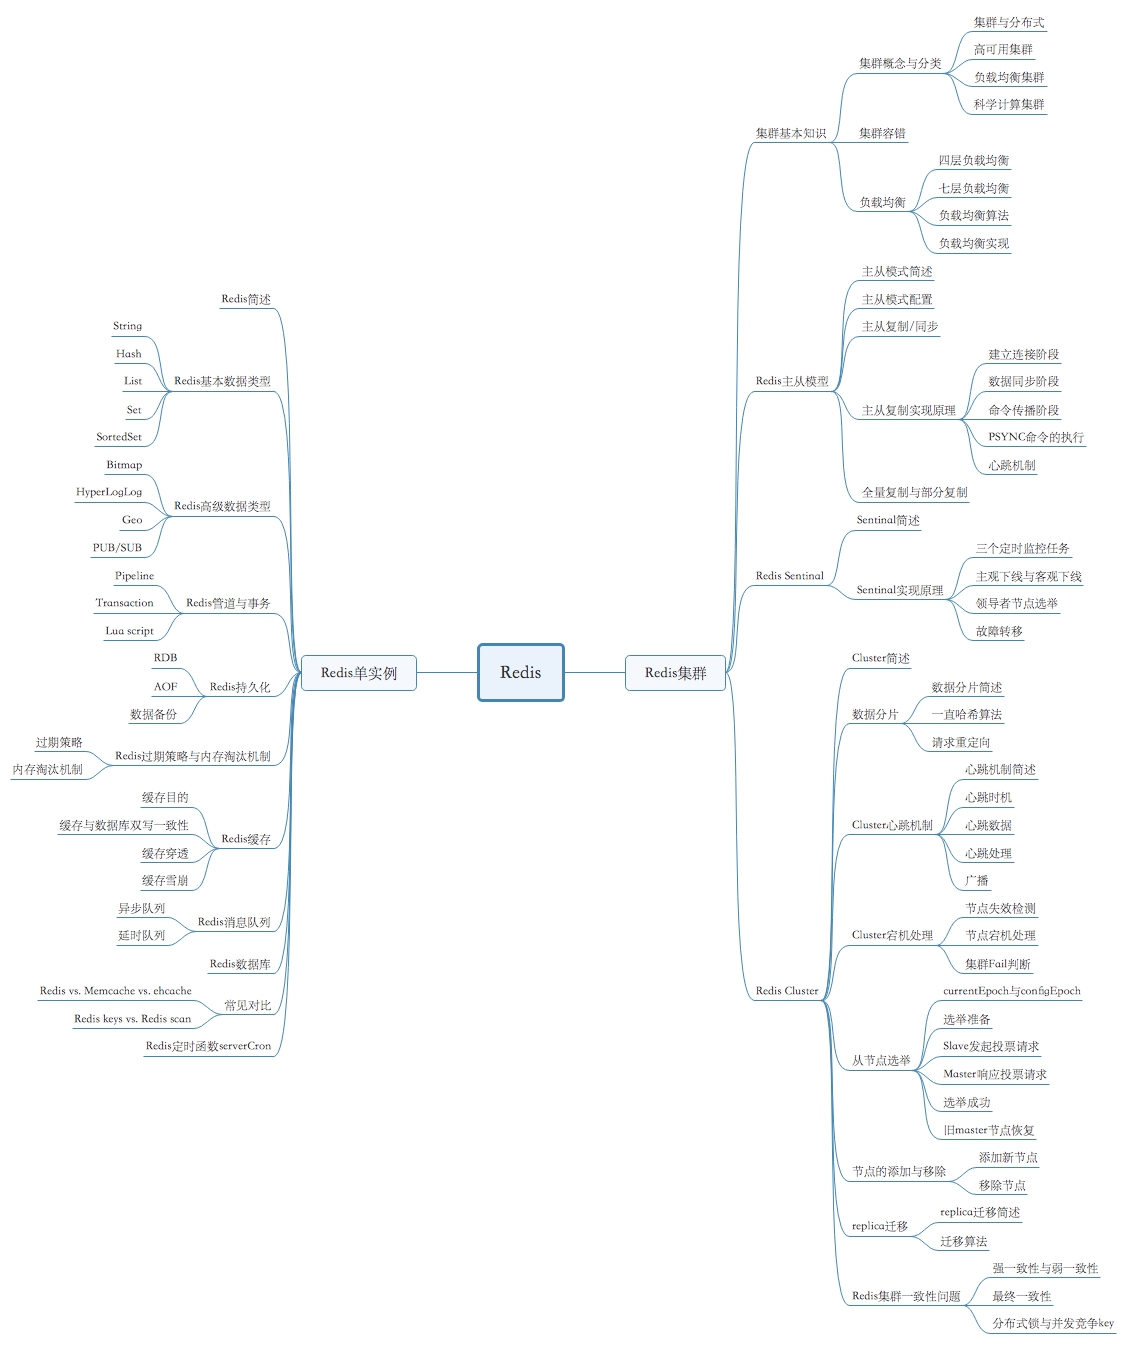 Redis
Redis单实例
Redis简述
Redis基本数据类型
String
Hash
List
Set
SortedSet
Redis高级数据类型
Bitmap
HyperLogLog
Geo
PUB/SUB
Redis管道与事务
Pipeline
Transaction
Lua script
Redis持久化
RDB
AOF
数据备份
Redis过期策略与内存淘汰机制
过期策略
内存淘汰机制
Redis缓存
缓存目的
缓存与数据库双写一致性
缓存穿透
缓存雪崩
Redis消息队列
异步队列
延时队列
Redis数据库
常见对比
Redis vs. Memcache vs. ehcache
Redis keys vs. Redis scan
Redis定时函数serverCron
Redis集群
集群基本知识
集群概念与分类
集群与分布式
高可用集群
负载均衡集群
科学计算集群
集群容错
负载均衡
四层负载均衡
七层负载均衡
负载均衡算法
负载均衡实现
Redis主从模型
主从模式简述
主从模式配置
主从复制/同步
主从复制实现原理
建立连接阶段
数据同步阶段
命令传播阶段
PSYNC命令的执行
心跳机制
全量复制与部分复制
Redis Sentinal
Sentinal简述
Sentinal实现原理
三个定时监控任务
主观下线与客观下线
领导者节点选举
故障转移
Redis Cluster
Cluster简述
数据分片
数据分片简述
一直哈希算法
请求重定向
Cluster心跳机制
心跳机制简述
心跳时机
心跳数据
心跳处理
广播
Cluster宕机处理
节点失效检测
节点宕机处理
集群Fail判断
从节点选举
currentEpoch与configEpoch
选举准备
Slave发起投票请求
Master响应投票请求
选举成功
旧master节点恢复
节点的添加与移除
添加新节点
移除节点
replica迁移
replica迁移简述
迁移算法
Redis集群一致性问题
强一致性与弱一致性
最终一致性
分布式锁与并发竞争key